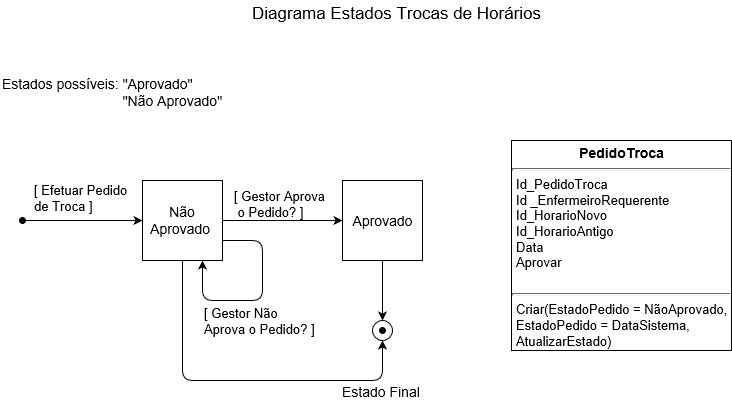 Diagrama Estados Trocas de Horários
Estados possíveis: "Aprovado"
"Não Aprovado"
[ Efetuar Pedido
de Troca ]
Não
Aprovado
[ Gestor Aprova
o Pedido? ]
Aprovado
[ Gestor Não
Aprova o Pedido? ]
Estado Final
PedidoTroca
Id_PedidoTroca
Id _EnfermeiroRequerente
Id_HorarioNovo
Id_HorarioAntigo
Data
Aprovar
Criar(EstadoPedido = NãoAprovado,
EstadoPedido = DataSistema,
AtualizarEstado)